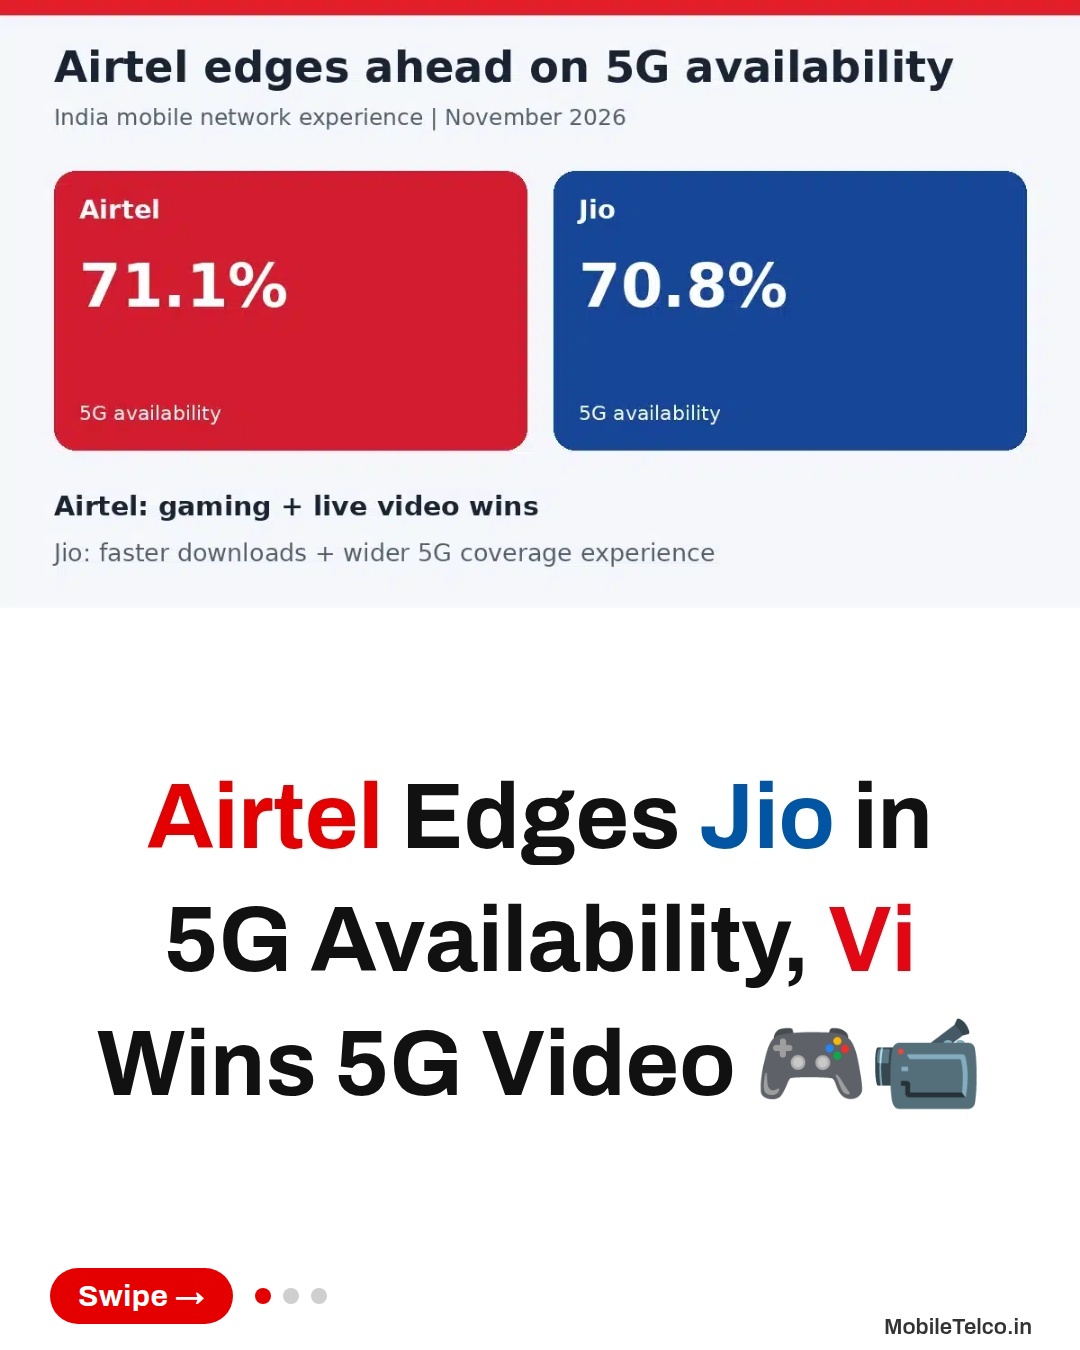 Airtel edges ahead on 5G availability
India mobile network experience | November 2026
Airtel
71.1%
5G availability
Jio
70.8%
5G availability
Airtel: gaming + live video wins
Jio: faster downloads + wider 5G coverage experience
Airtel Edges Jio in
5G Availability, Vi
Wins 5G Video 🎮📹
Swipe →
MobileTelco.in